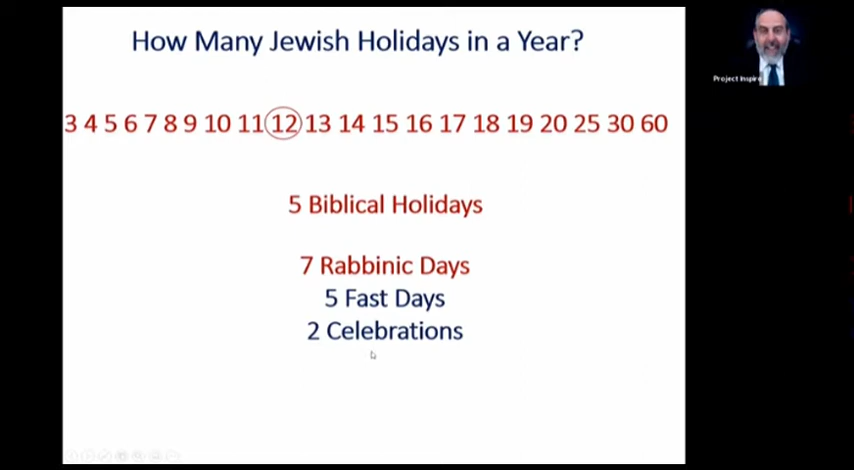 How Many Jewish Holidays in a Year?
3 4 5 6 7 8 9 10 11 12 13 14 15 16 17 18 19 20 25 30 60
5 Biblical Holidays
7 Rabbinic Days
5 Fast Days
2 Celebrations
Project Inspire